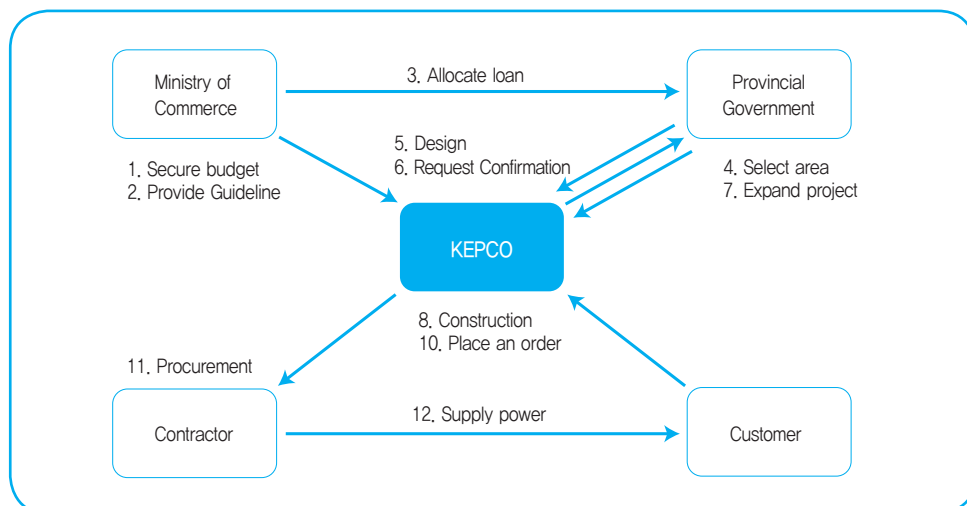 Ministry of
Commerce
3. Allocate loan
Provincial
Government
1. Secure budget
2. Provide Guideline
5. Design
6. Request Confirmation
4. Select area
7. Expand project
KEPCO
8. Construction
10. Place an order
11. Procurement
Contractor
12. Supply power
Customer